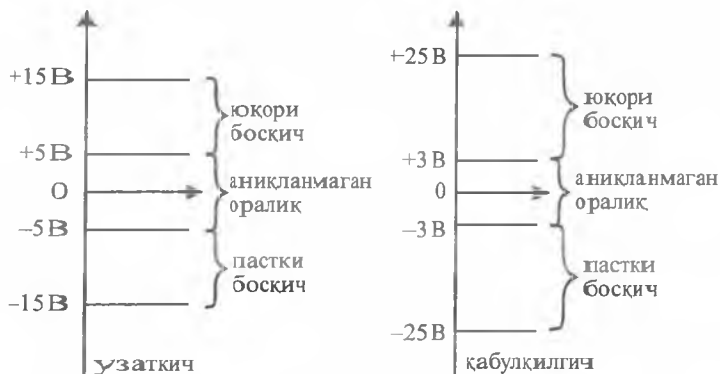 +15В
юқори
босқич
+5В
0
аниқланмаган
оралиқ
–5В
пастки
босқич
–15В
узаткич
+25В
юқори
босқич
+3В
0
аниқланмаган
оралиқ
–3В
пастки
босқич
–25В
қабулқилгич